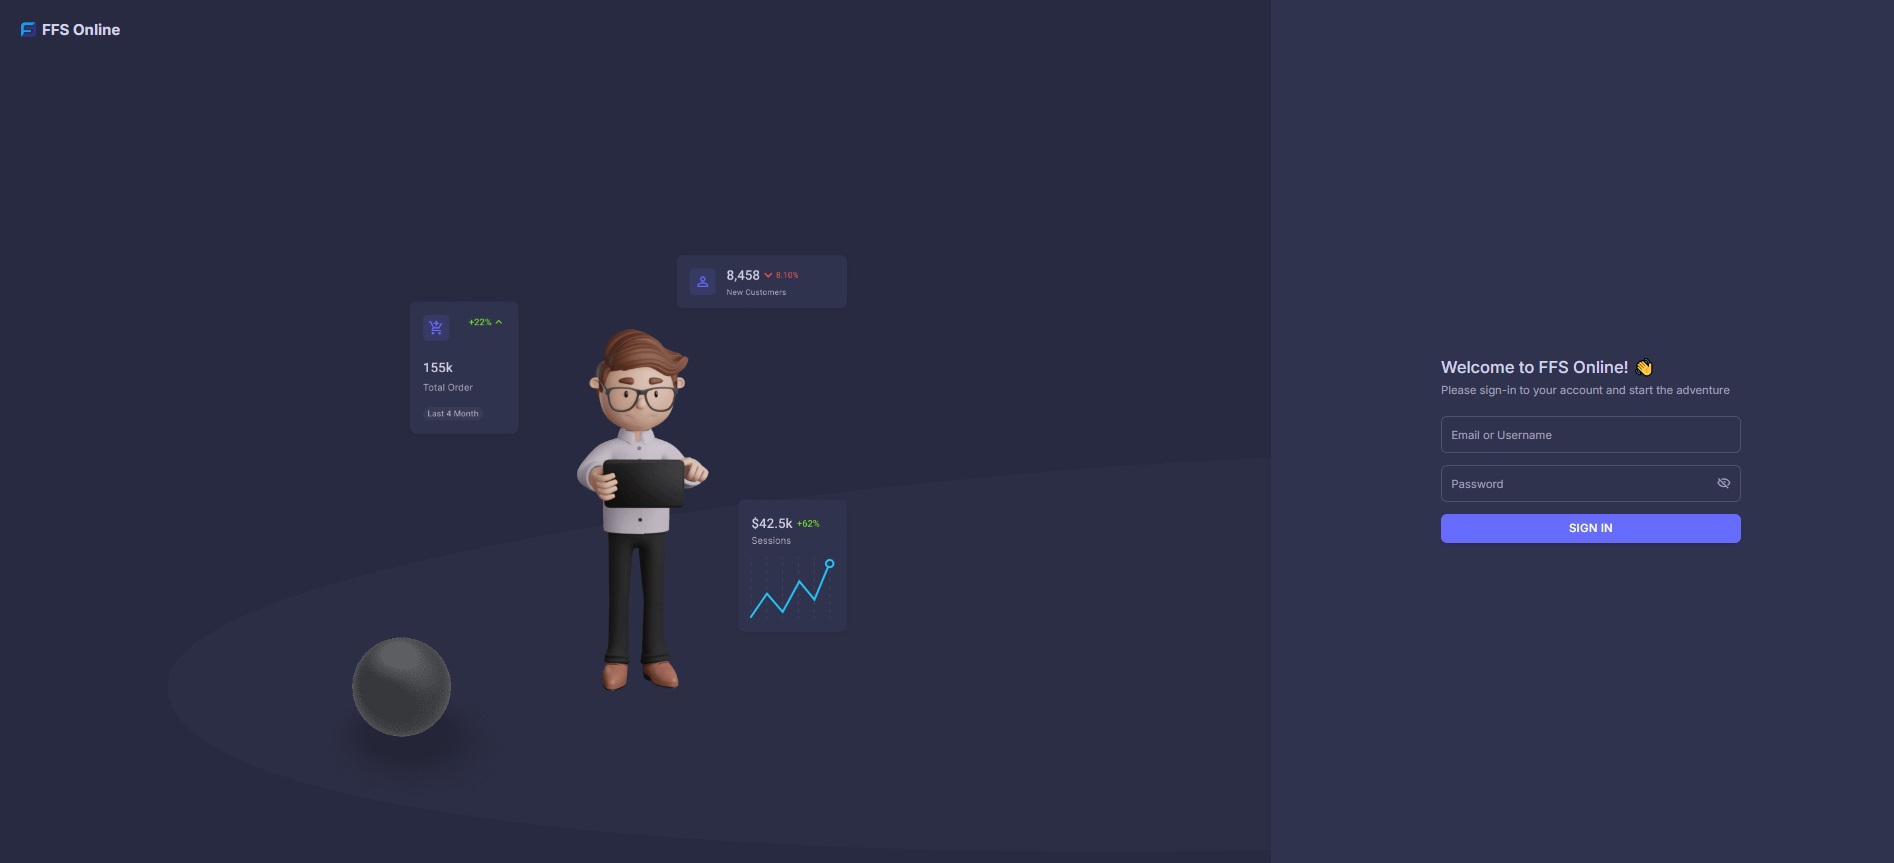 FFS Online
8,458 8.10%
New Customers
+22%
155k
Total Order
Last 4 Month
$42.5k +62%
Sessions
Welcome to FFS Online! 👋
Please sign-in to your account and start the adventure
Email or Username
Password
SIGN IN